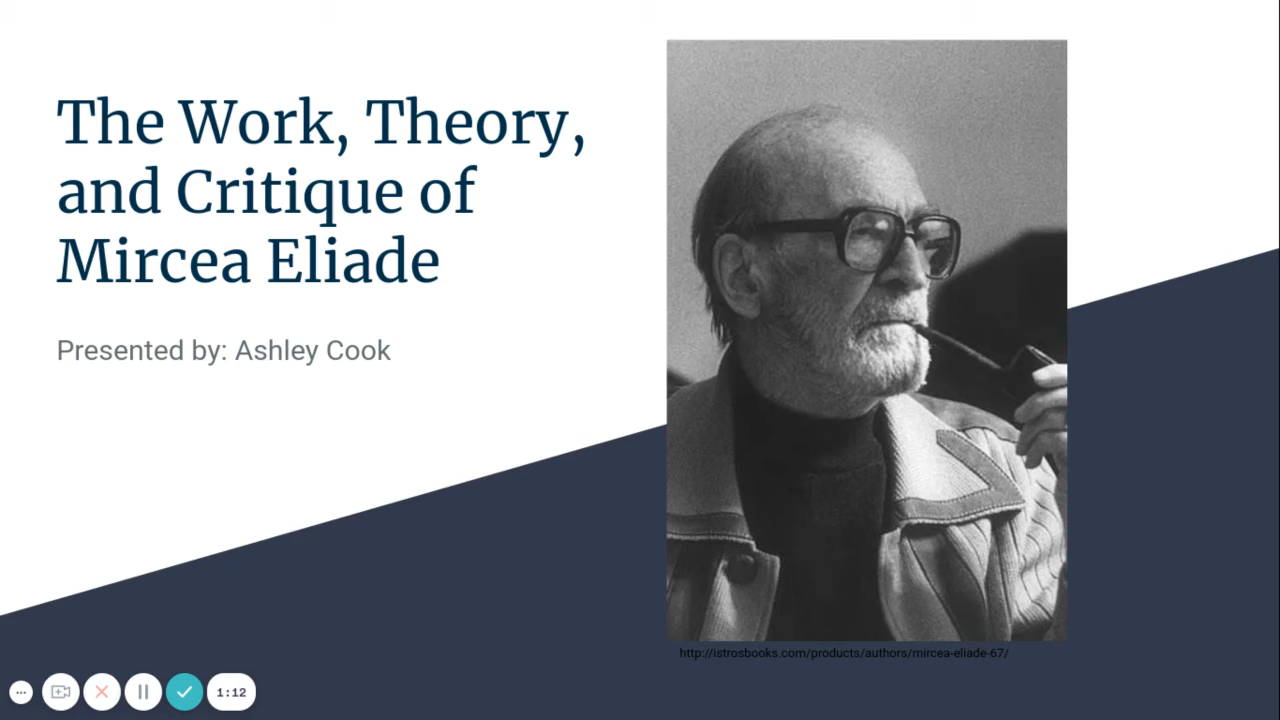 The Work, Theory,
and Critique of
Mircea Eliade
Presented by: Ashley Cook
http://istrosbooks.com/products/authors/mircea-eliade-67/
1:12